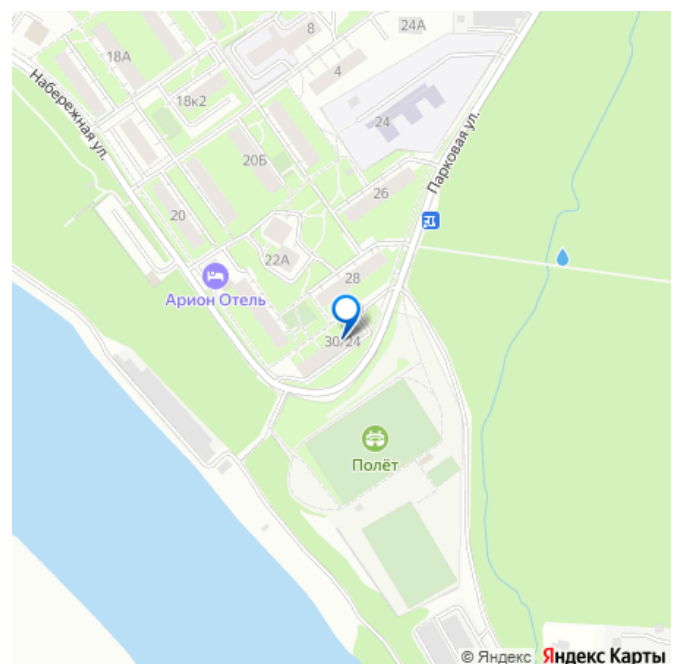 8
24А
18А
4
Набережная ул.
18к2
24
Парковая ул.
20Б
26
20
22А
28
Арион Отель
30/24
Полёт
© Яндекс Яндекс Карты